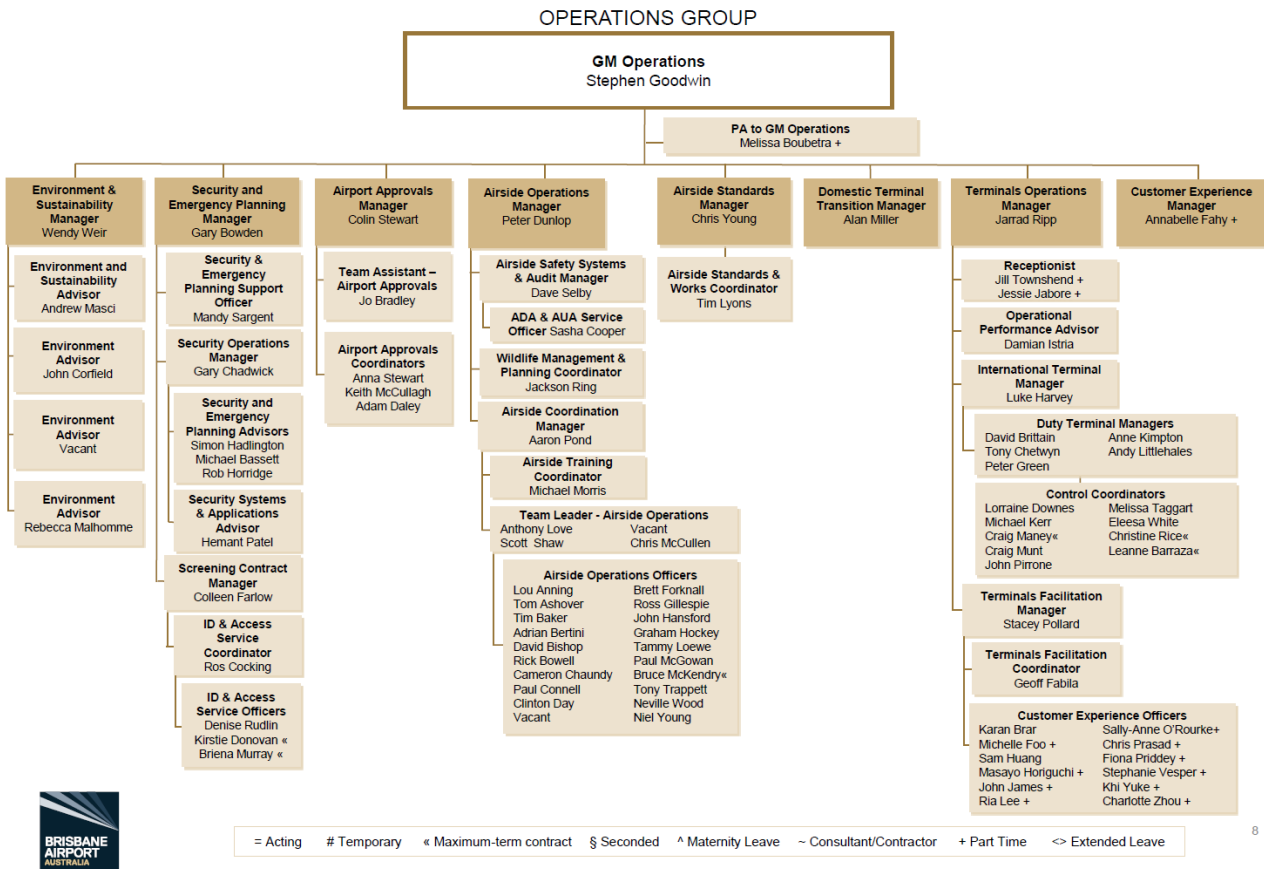 OPERATIONS GROUP
GM Operations
Stephen Goodwin
PA to GM Operations
Melissa Boubetra +
Environment &
Sustainability
Manager
Wendy Weir
Environment and
Sustainability
Advisor
Andrew Masci
Environment
Advisor
John Corfield
Environment
Advisor
Vacant
Environment
Advisor
Rebecca Malhomme
Security and
Emergency Planning
Manager
Gary Bowden
Security &
Emergency
Planning Support
Officer
Mandy Sargent
Security Operations
Manager
Gary Chadwick
Security and
Emergency
Planning Advisors
Simon Hadlington
Michael Bassett
Rob Horridge
Security Systems
& Applications
Advisor
Hemant Patel
Screening Contract
Manager
Colleen Farlow
ID & Access
Service
Coordinator
Ros Cocking
ID & Access
Service Officers
Denise Rudlin
Kirstie Donovan «
Briena Murray «
Airport Approvals
Manager
Colin Stewart
Team Assistant –
Airport Approvals
Jo Bradley
Airport Approvals
Coordinators
Anna Stewart
Keith McCullagh
Adam Daley
Airside Operations
Manager
Peter Dunlop
Airside Safety Systems
& Audit Manager
Dave Selby
ADA & AUA Service
Officer Sasha Cooper
Wildlife Management &
Planning Coordinator
Jackson Ring
Airside Coordination
Manager
Aaron Pond
Airside Training
Coordinator
Michael Morris
Team Leader - Airside Operations
Anthony Love Vacant
Scott Shaw Chris McCullen
Airside Operations Officers
Lou Anning Brett Forknall
Tom Ashover Ross Gillespie
Tim Baker John Hansford
Adrian Bertini Graham Hockey
David Bishop Tammy Loewe
Rick Bowell Paul McGowan
Cameron Chaundy Bruce McKendry«
Paul Connell Tony Trappett
Clinton Day Neville Wood
Vacant Niel Young
Airside Standards
Manager
Chris Young
Airside Standards &
Works Coordinator
Tim Lyons
Domestic Terminal
Transition Manager
Alan Miller
Terminals Operations
Manager
Jarrad Ripp
Receptionist
Jill Townshend +
Jessie Jabore +
Operational
Performance Advisor
Damian Istria
International Terminal
Manager
Luke Harvey
Duty Terminal Managers
David Brittain Anne Kimpton
Tony Chetwyn Andy Littlehales
Peter Green
Control Coordinators
Lorraine Downes Melissa Taggart
Michael Kerr Eleesa White
Craig Maney« Christine Rice«
Craig Munt Leanne Barraza«
John Pirrone
Terminals Facilitation
Manager
Stacey Pollard
Terminals Facilitation
Coordinator
Geoff Fabila
Customer Experience Officers
Karan Brar Sally-Anne O'Rourke+
Michelle Foo + Chris Prasad +
Sam Huang Fiona Priddey +
Masayo Horiguchi + Stephanie Vesper +
John James + Khi Yuke +
Ria Lee + Charlotte Zhou +
Customer Experience
Manager
Annabelle Fahy +
BRISBANE
AIRPORT
AUSTRALIA
= Acting # Temporary « Maximum-term contract § Seconded ^ Maternity Leave ~ Consultant/Contractor + Part Time <> Extended Leave
8